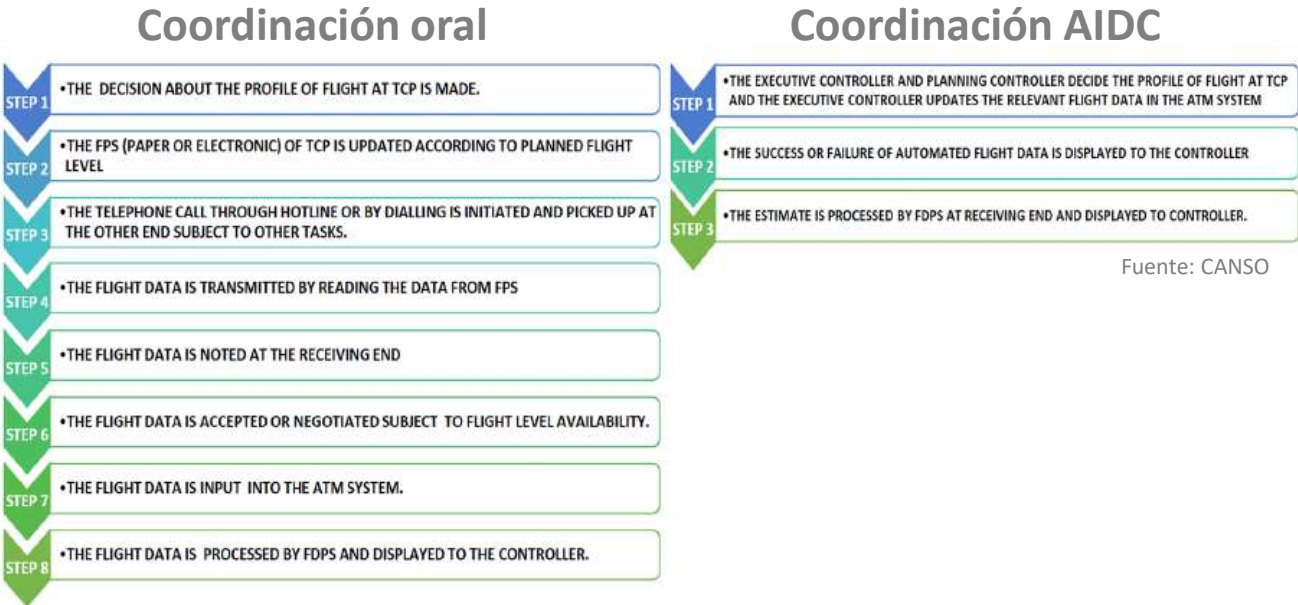 Coordinación oral
STEP 1
•THE DECISION ABOUT THE PROFILE OF FLIGHT AT TCP IS MADE.
STEP 2
•THE FPS (PAPER OR ELECTRONIC) OF TCP IS UPDATED ACCORDING TO PLANNED FLIGHT
LEVEL
STEP 3
•THE TELEPHONE CALL THROUGH HOTLINE OR BY DIALLING IS INITIATED AND PICKED UP AT
THE OTHER END SUBJECT TO OTHER TASKS.
STEP 4
•THE FLIGHT DATA IS TRANSMITTED BY READING THE DATA FROM FPS
STEP 5
•THE FLIGHT DATA IS NOTED AT THE RECEIVING END
STEP 6
•THE FLIGHT DATA IS ACCEPTED OR NEGOTIATED SUBJECT TO FLIGHT LEVEL AVAILABILITY.
STEP 7
•THE FLIGHT DATA IS INPUT INTO THE ATM SYSTEM.
STEP 8
•THE FLIGHT DATA IS PROCESSED BY FDPS AND DISPLAYED TO THE CONTROLLER.
Coordinación AIDC
STEP 1
•THE EXECUTIVE CONTROLLER AND PLANNING CONTROLLER DECIDE THE PROFILE OF FLIGHT AT TCP
AND THE EXECUTIVE CONTROLLER UPDATES THE RELEVANT FLIGHT DATA IN THE ATM SYSTEM
STEP 2
•THE SUCCESS OR FAILURE OF AUTOMATED FLIGHT DATA IS DISPLAYED TO THE CONTROLLER
STEP 3
•THE ESTIMATE IS PROCESSED BY FDPS AT RECEIVING END AND DISPLAYED TO CONTROLLER.
Fuente: CANSO